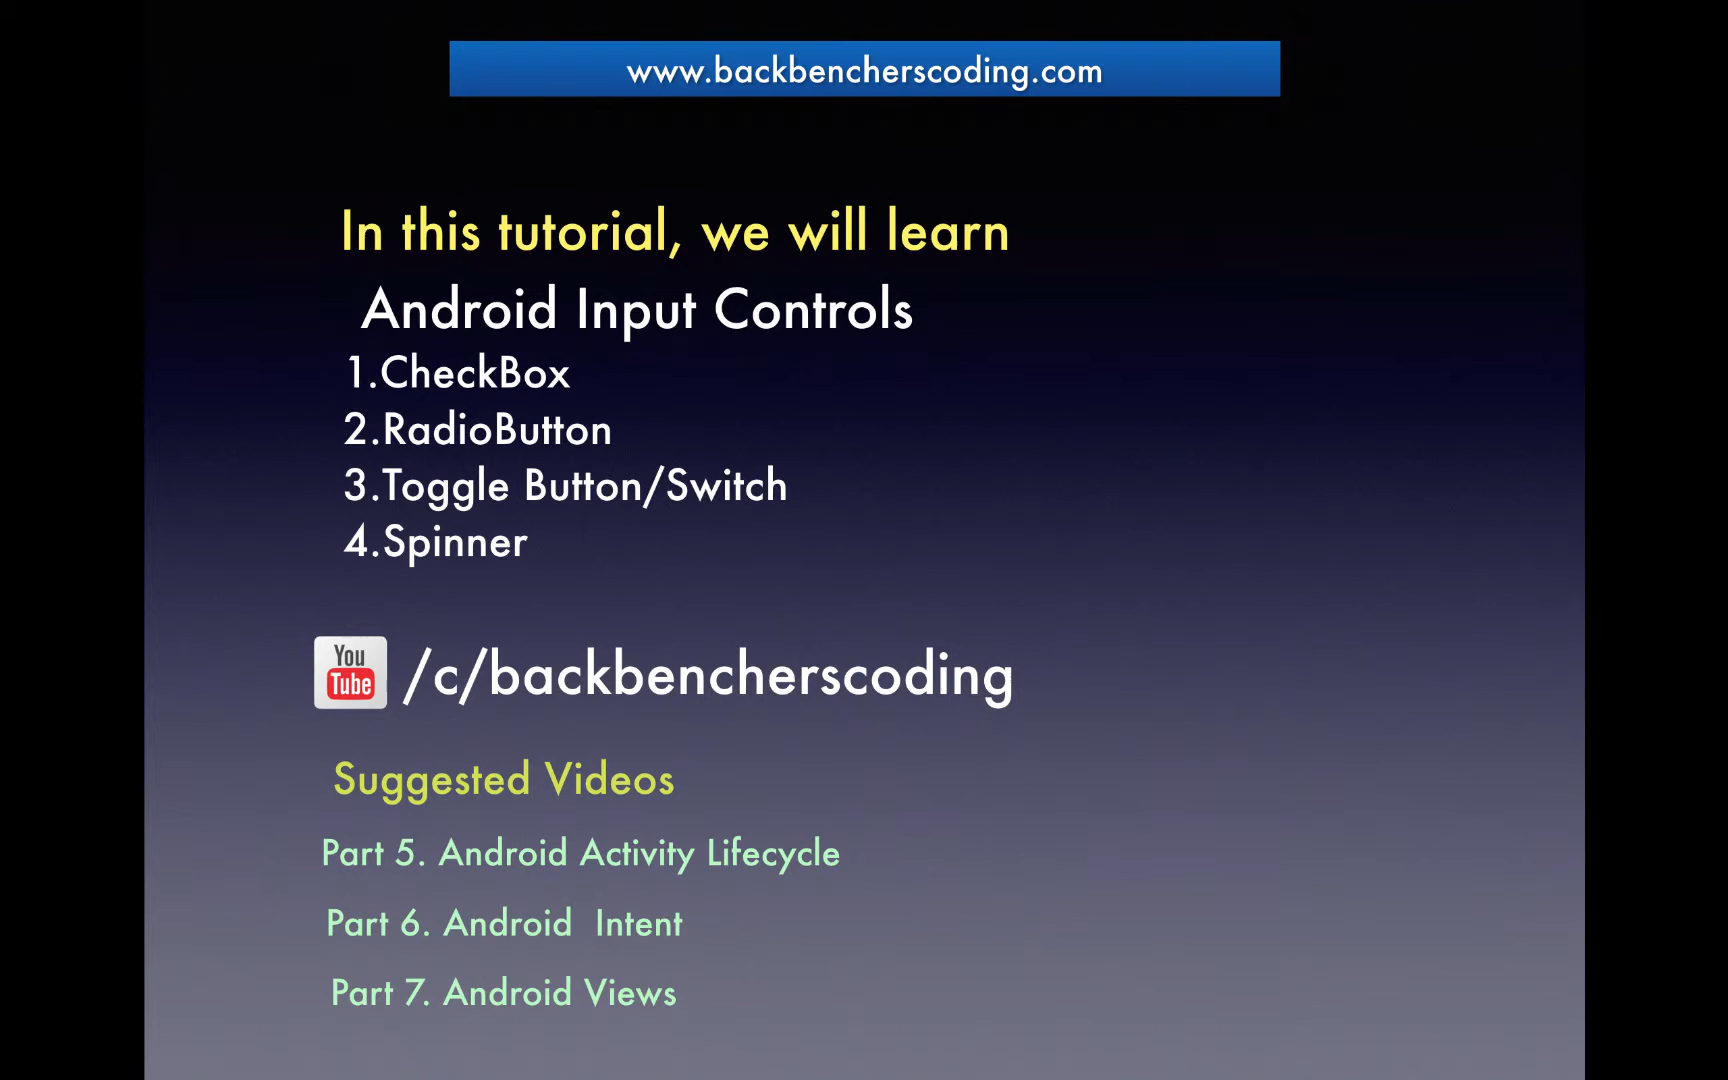 www.backbencherscoding.com
In this tutorial, we will learn
Android Input Controls
1.CheckBox
2.RadioButton
3.Toggle Button/Switch
4.Spinner
You
Tube
/c/backbencherscoding
Suggested Videos
Part 5. Android Activity Lifecycle
Part 6. Android  Intent
Part 7. Android Views